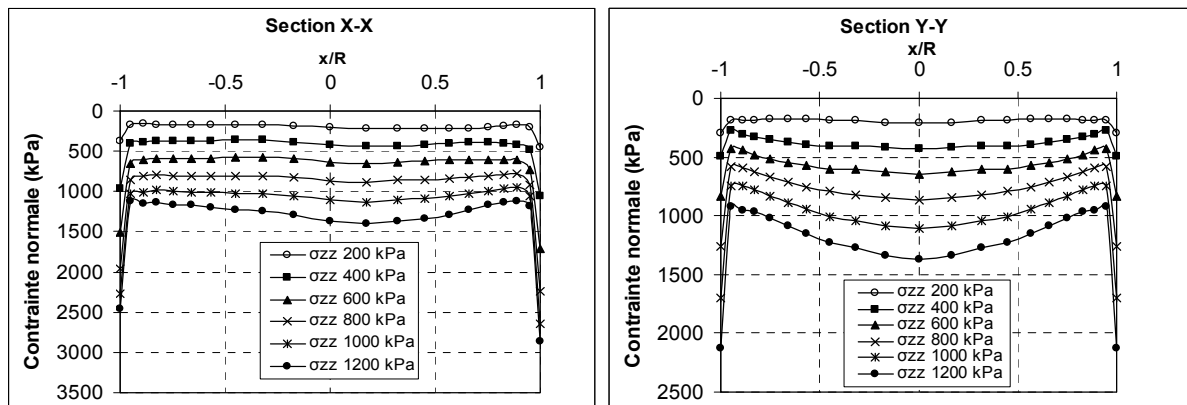 Section X-X
x/R
-1 -0.5 0 0.5 1
0
500
1000
1500
2000
2500
3000
3500
Contrainte normale (kPa)
σzz 200 kPa
σzz 400 kPa
σzz 600 kPa
σzz 800 kPa
σzz 1000 kPa
σzz 1200 kPa
Section Y-Y
x/R
-1 -0.5 0 0.5 1
0
500
1000
1500
2000
2500
Contrainte normale (kPa)
σzz 200 kPa
σzz 400 kPa
σzz 600 kPa
σzz 800 kPa
σzz 1000 kPa
σzz 1200 kPa